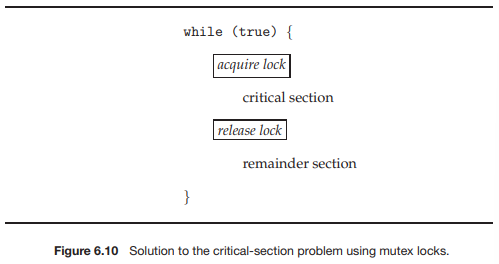 while (true) {
acquire lock
critical section
release lock
remainder section
}
Figure 6.10 Solution to the critical-section problem using mutex locks.